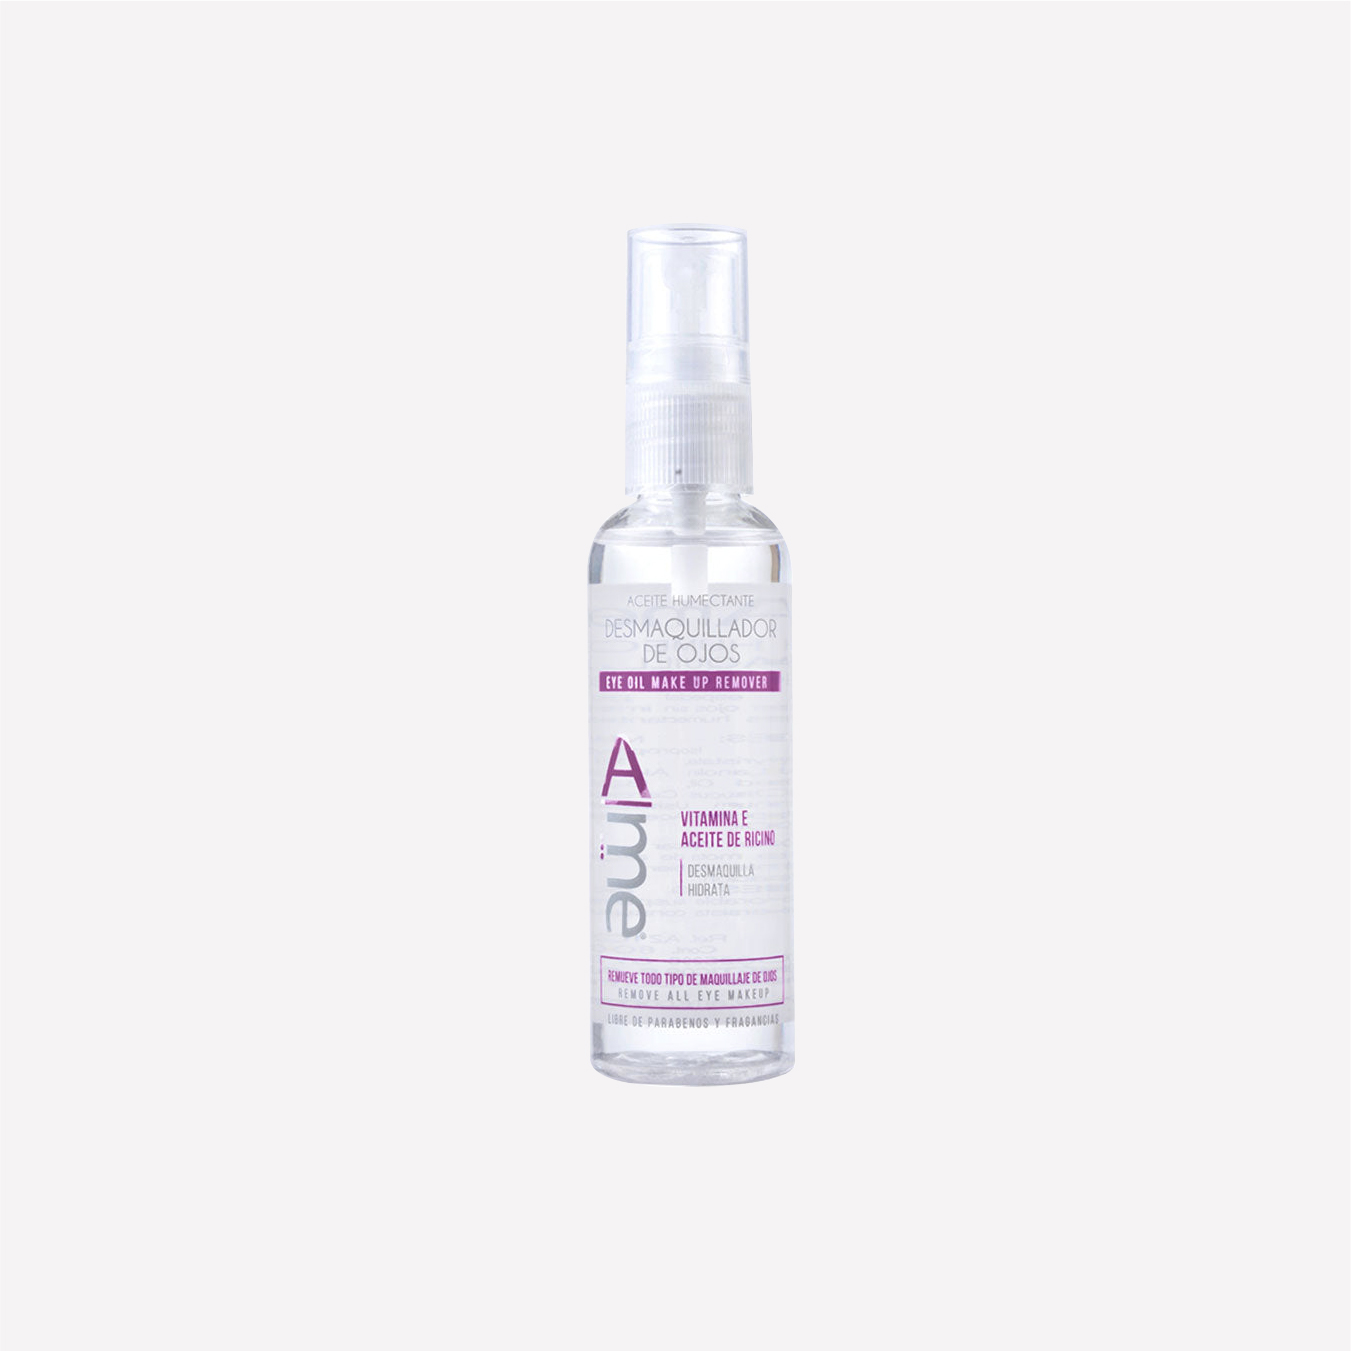 ACEITE HUMECTANTE
DESMAQUILLADOR
DE OJOS
EYE OIL MAKE UP REMOVER
Alme
VITAMINA E
ACEITE DE RICINO
DESMAQUILLA
HIDRATA
REMUEVE TODO TIPO DE MAQUILLAJE DE OJOS
REMOVE ALL EYE MAKEUP
LIBRE DE PARABENOS Y FRAGANCIAS